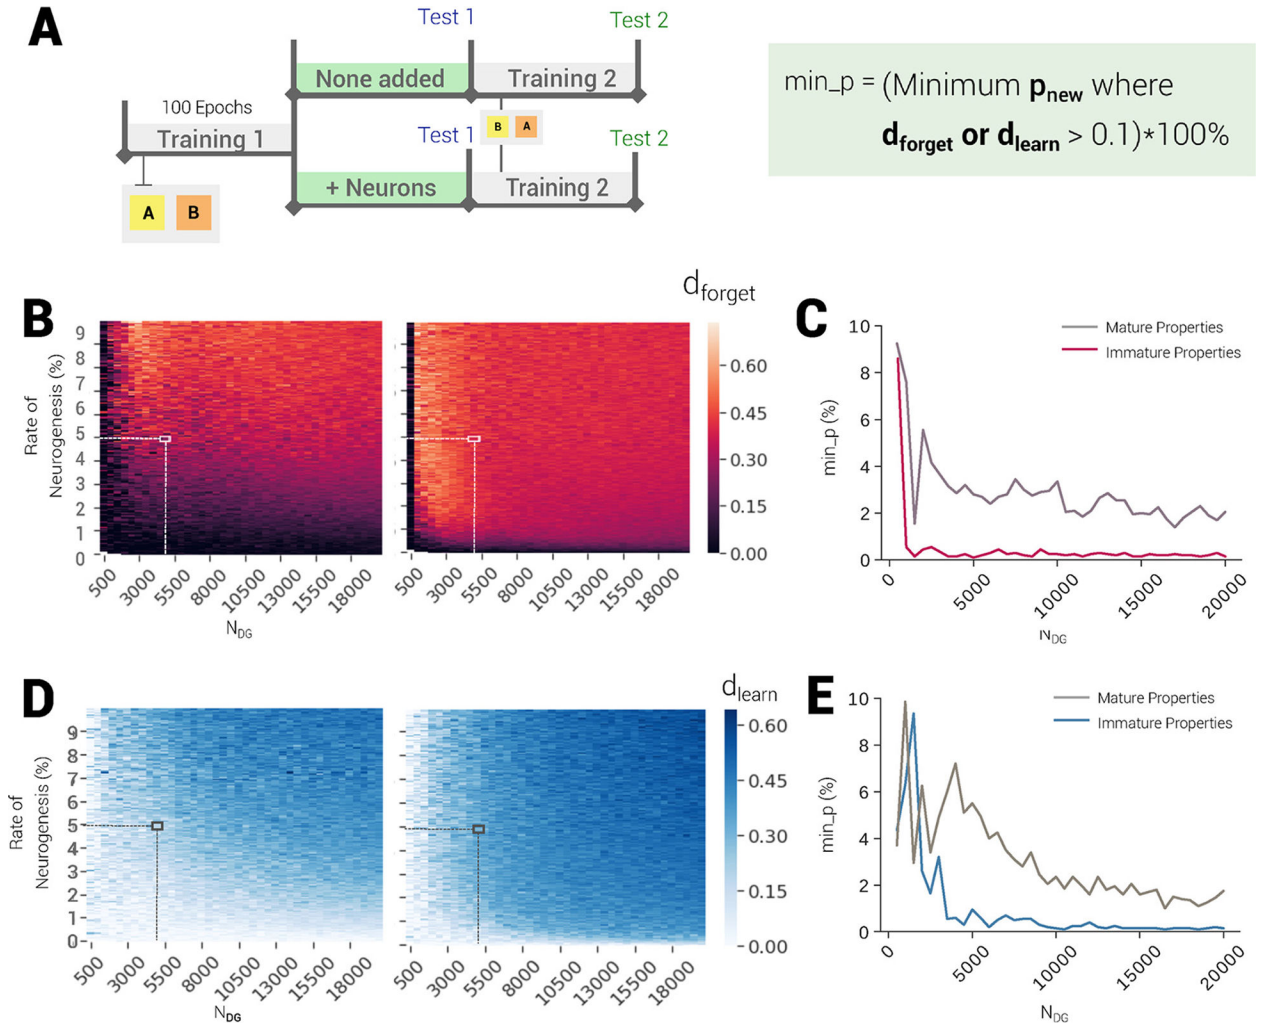 A
Test 1
Test 2
None added
Training 2
100 Epochs
Training 1
B A
Test 1
Test 2
+ Neurons
Training 2
A B
min_p = (Minimum pnew where
dforget or dlearn > 0.1)*100%
B
dforget
Rate of
Neurogenesis (%)
9
8
7
6
5
4
3
2
1
0
500 3000 5500 8000 10500 13000 15500 18000
NDG
500 3000 5500 8000 10500 13000 15500 18000
0.60
0.45
0.30
0.15
0.00
C
Mature Properties
Immature Properties
min_p (%)
10
8
6
4
2
0
0 5000 10000 15000 20000
NDG
D
dlearn
Rate of
Neurogenesis (%)
9
8
7
6
5
4
3
2
1
0
500 3000 5500 8000 10500 13000 15500 18000
NDG
500 3000 5500 8000 10500 13000 15500 18000
0.60
0.45
0.30
0.15
0.00
E
Mature Properties
Immature Properties
min_p (%)
10
8
6
4
2
0
0 5000 10000 15000 20000
NDG